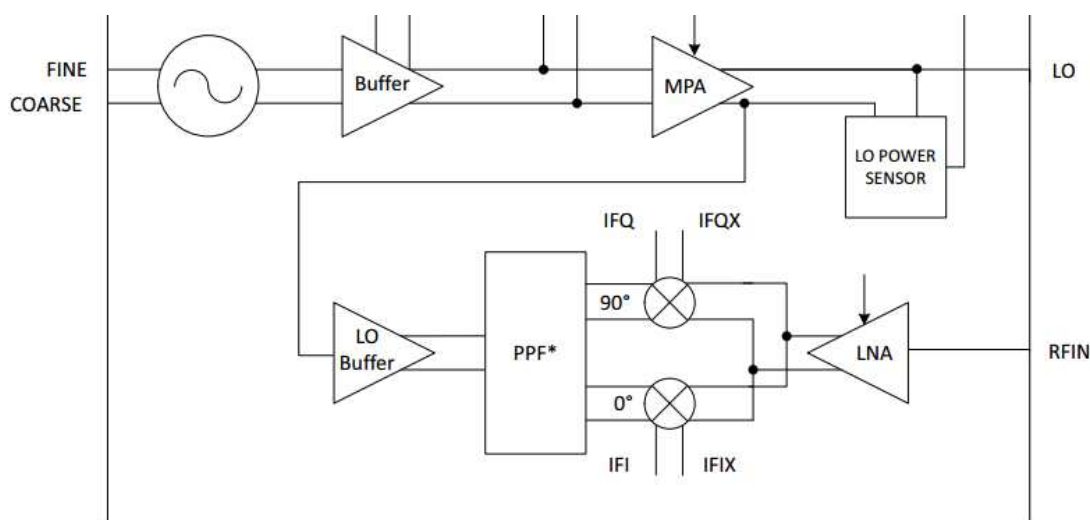 FINE
Buffer
MPA
LO
COARSE
LO POWER
SENSOR
IFQ
IFQX
90°
LO
Buffer
PPF*
LNA
RFIN
0°
IFI
IFIX